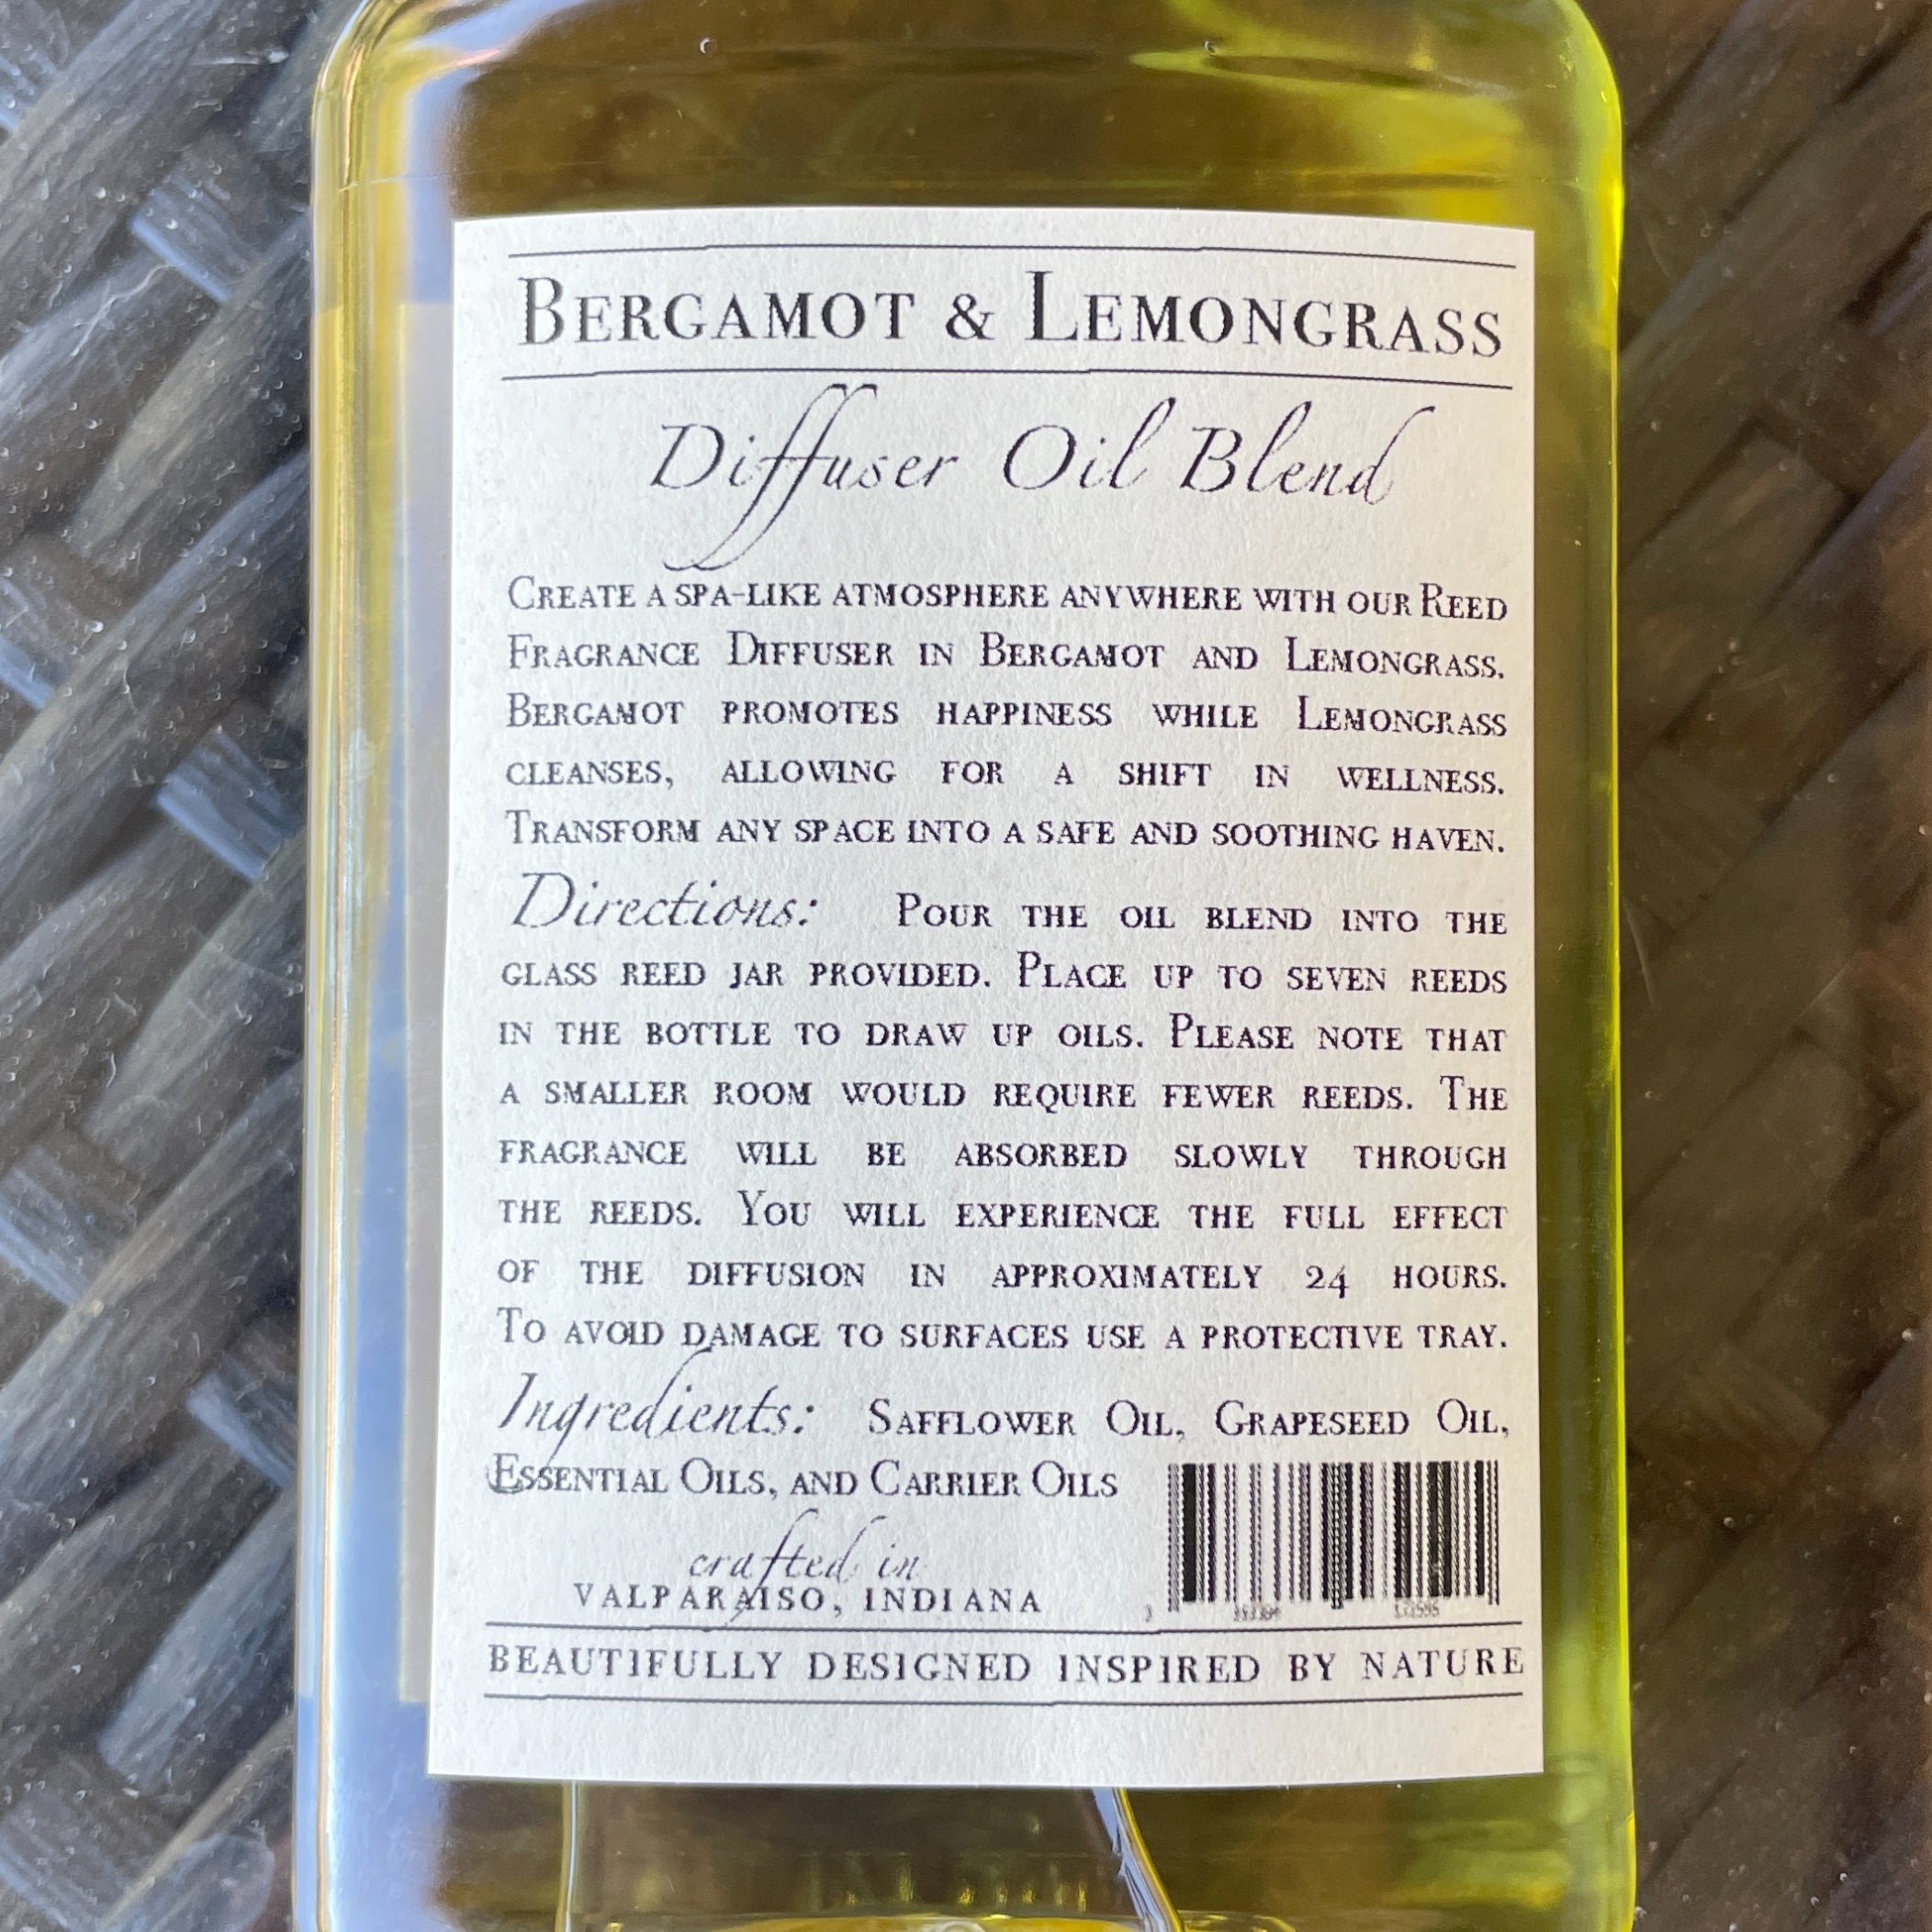 BERGAMOT & LEMONGRASS
Diffuser Oil Blend
CREATE A SPA-LIKE ATMOSPHERE ANYWHERE WITH OUR REED
FRAGRANCE DIFFUSER IN BERGAMOT AND LEMONGRASS.
BERGAMOT PROMOTES HAPPINESS WHILE LEMONGRASS
CLEANSES, ALLOWING FOR A SHIFT IN WELLNESS.
TRANSFORM ANY SPACE INTO A SAFE AND SOOTHING HAVEN.
Directions: POUR THE OIL BLEND INTO THE
GLASS REED JAR PROVIDED. PLACE UP TO SEVEN REEDS
IN THE BOTTLE TO DRAW UP OILS. PLEASE NOTE THAT
A SMALLER ROOM WOULD REQUIRE FEWER REEDS. THE
FRAGRANCE WILL BE ABSORBED SLOWLY THROUGH
THE REEDS. YOU WILL EXPERIENCE THE FULL EFFECT
OF THE DIFFUSION IN APPROXIMATELY 24 HOURS.
TO AVOID DAMAGE TO SURFACES USE A PROTECTIVE TRAY.
Ingredients: SAFFLOWER OIL, GRAPESEED OIL,
ESSENTIAL OILS, AND CARRIER OILS
crafted in
VALPARAISO, INDIANA
BEAUTIFULLY DESIGNED INSPIRED BY NATURE